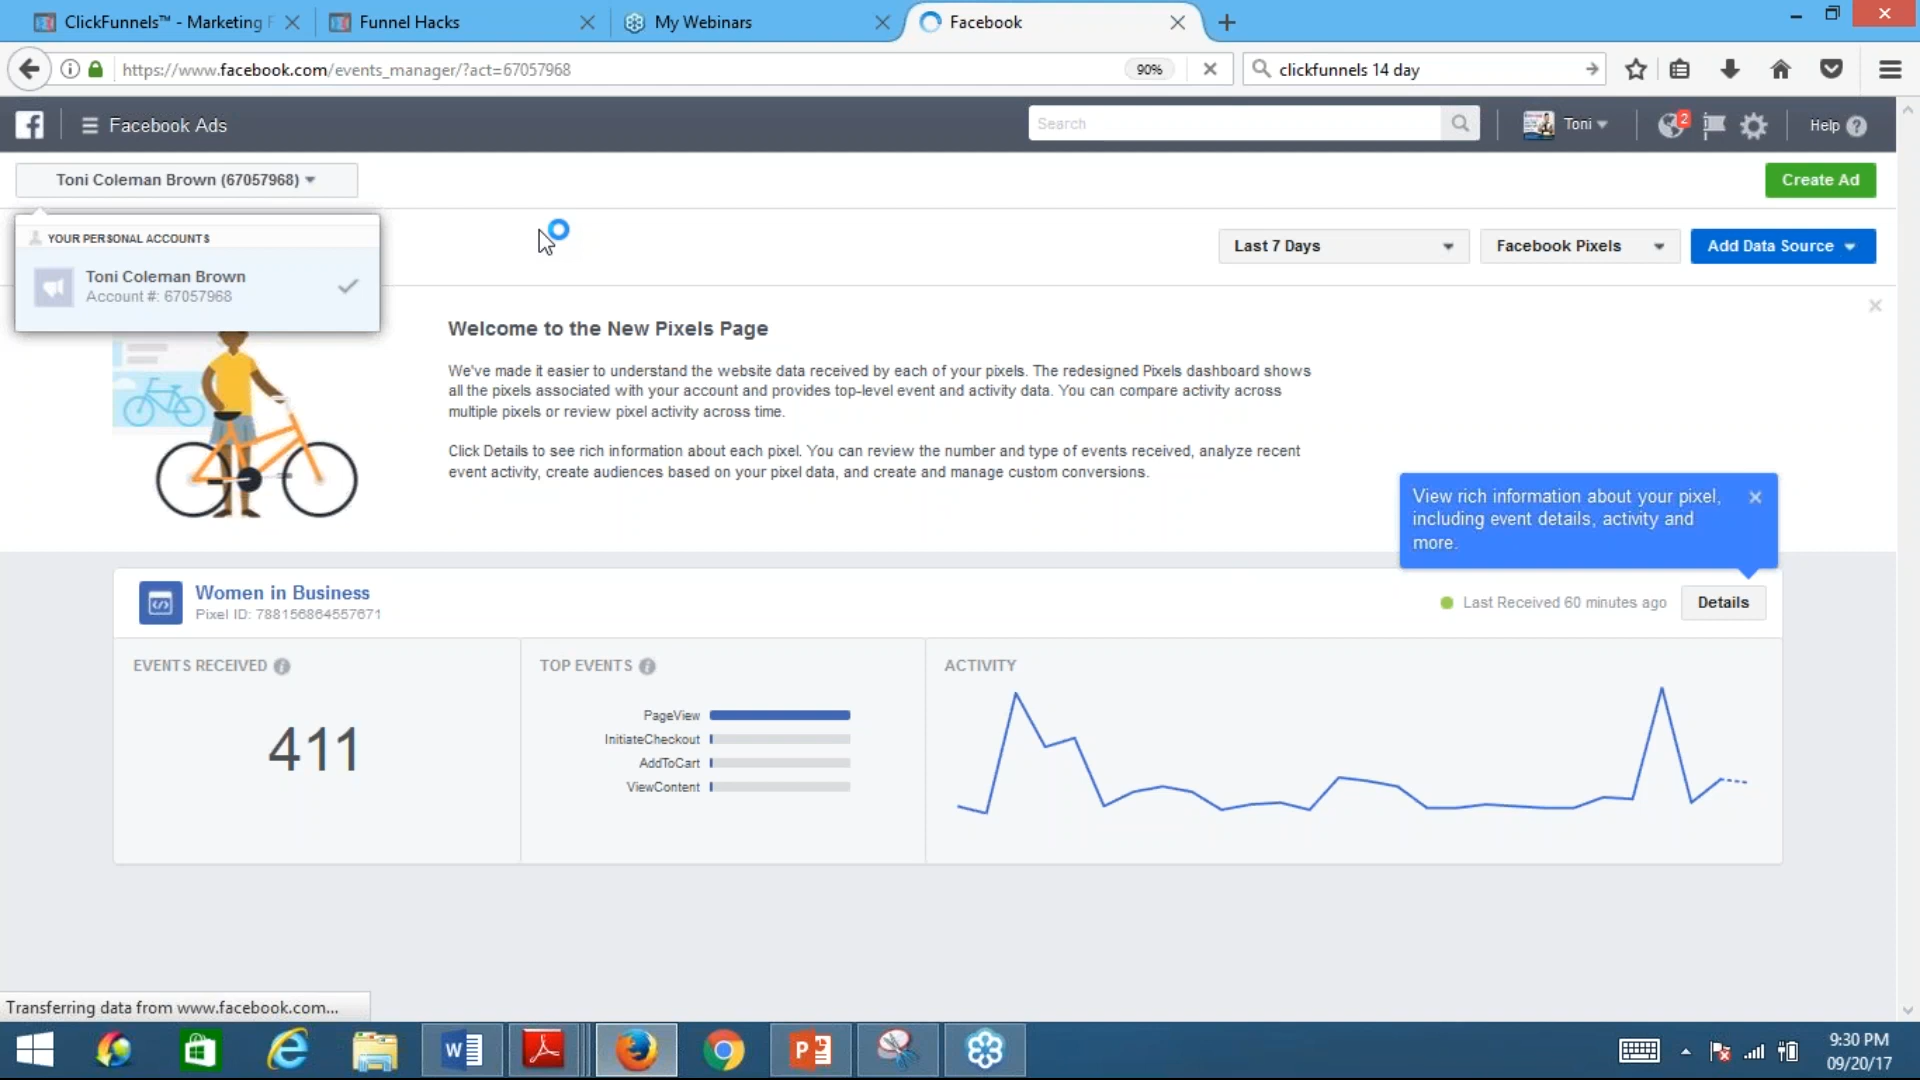 ClickFunnels™ - Marketing F
Funnel Hacks
My Webinars
Facebook
https://www.facebook.com/events_manager/?act=67057968
90%
clickfunnels 14 day
Facebook Ads
Search
Toni
2
Help
Toni Coleman Brown (67057968)
Create Ad
YOUR PERSONAL ACCOUNTS
Toni Coleman Brown
Account #: 67057968
Last 7 Days
Facebook Pixels
Add Data Source
Welcome to the New Pixels Page
We've made it easier to understand the website data received by each of your pixels. The redesigned Pixels dashboard shows
all the pixels associated with your account and provides top-level event and activity data. You can compare activity across
multiple pixels or review pixel activity across time.
Click Details to see rich information about each pixel. You can review the number and type of events received, analyze recent
event activity, create audiences based on your pixel data, and create and manage custom conversions.
View rich information about your pixel,
including event details, activity and
more.
Women in Business
Pixel ID: 788156864557671
Last Received 60 minutes ago
Details
EVENTS RECEIVED
411
TOP EVENTS
PageView
InitiateCheckout
AddToCart
ViewContent
ACTIVITY
Transferring data from www.facebook.com...
9:30 PM
09/20/17